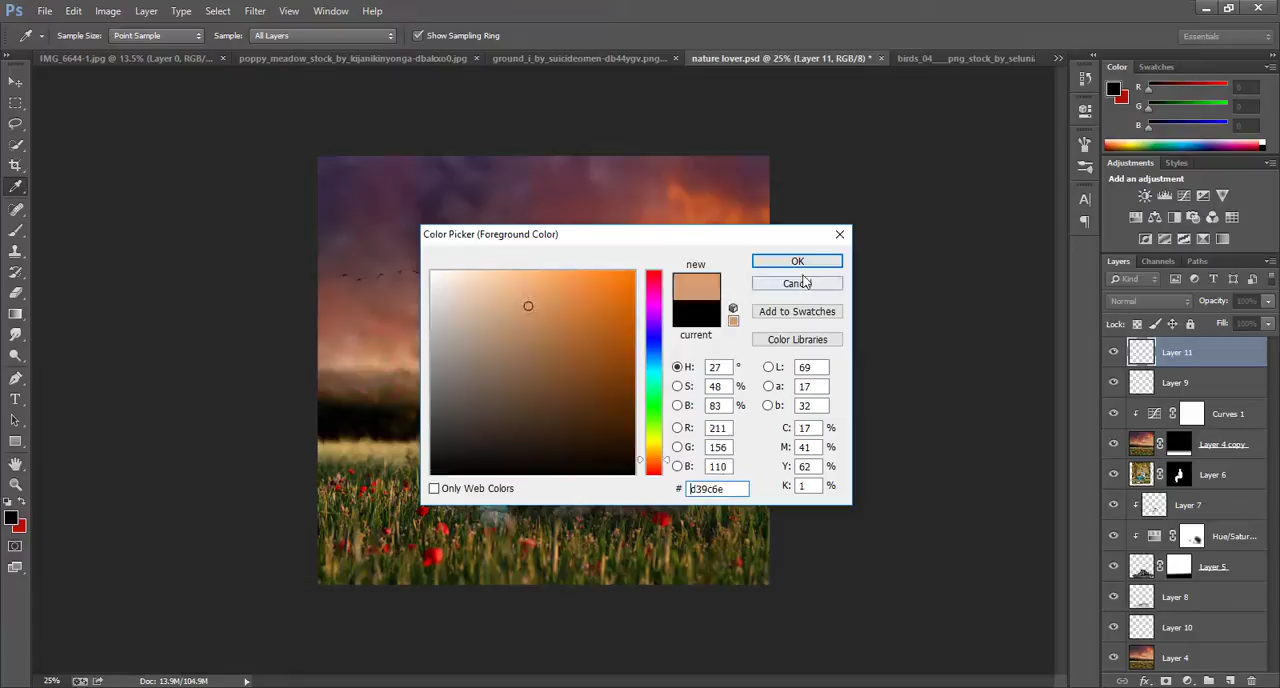 Ps File Edit Image Layer Type Select Filter View Window Help
Sample Size: Point Sample Sample: All Layers Show Sampling Ring Essentials
IMG_6644-1.jpg @ 13.5% (Layer 0, RGB/... × poppy_meadow_stock_by_kijanikinyonga-dbalxo0.jpg × ground_i_by_suicideomen-db44ygv.png... × nature lover.psd @ 25% (Layer 11, RGB/8) * × birds_04___png_stock_by_seluni
Color Swatches
R 0
G 0
B 0
Adjustments Styles
Add an adjustment
Layers Channels Paths
Kind
Normal Opacity: 100%
Lock: Fill: 100%
Layer 11
Layer 9
Curves 1
Layer 4 copy
Layer 6
Layer 7
Hue/Satur...
Layer 5
Layer 8
Layer 10
Layer 4
Color Picker (Foreground Color)
new
current
OK
Cancel
Add to Swatches
Color Libraries
H: 27 ° L: 69
S: 48 % a: 17
B: 83 % b: 32
R: 211 C: 17 %
G: 156 M: 41 %
B: 110 Y: 62 %
# d39c6e K: 1 %
Only Web Colors
25% Doc: 13.9M/104.9M